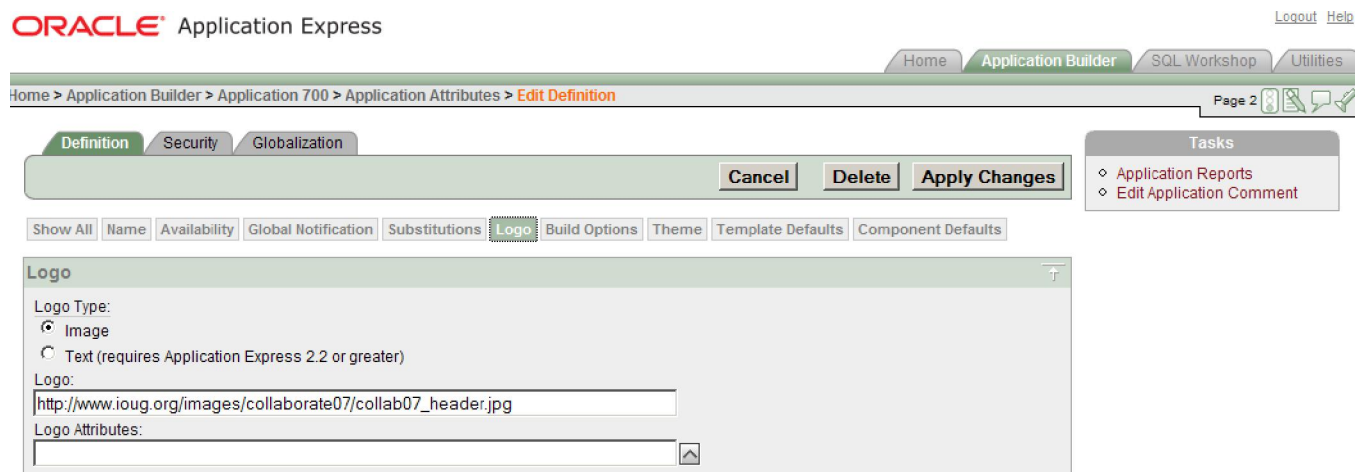 ORACLE Application Express
Logout Help
Home Application Builder SQL Workshop Utilities
Home > Application Builder > Application 700 > Application Attributes > Edit Definition
Page 2
Definition Security Globalization
Cancel Delete Apply Changes
Tasks
Application Reports
Edit Application Comment
Show All Name Availability Global Notification Substitutions Logo Build Options Theme Template Defaults Component Defaults
Logo
Logo Type:
Image
Text (requires Application Express 2.2 or greater)
Logo:
http://www.ioug.org/images/collaborate07/collab07_header.jpg
Logo Attributes: